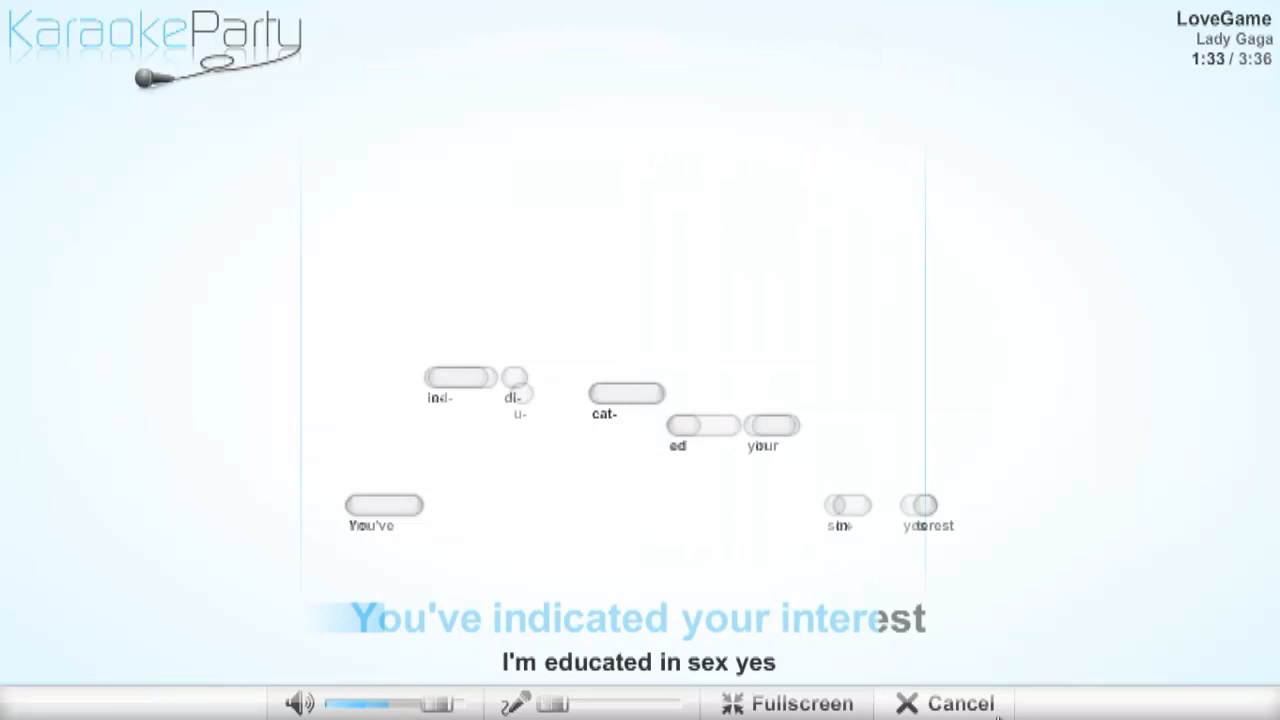 KaraokeParty
LoveGame
Lady Gaga
1:33 / 3:36
di-
u-
cat-
ed
your
You've
You've indicated your interest
I'm educated in sex yes
Fullscreen
Cancel